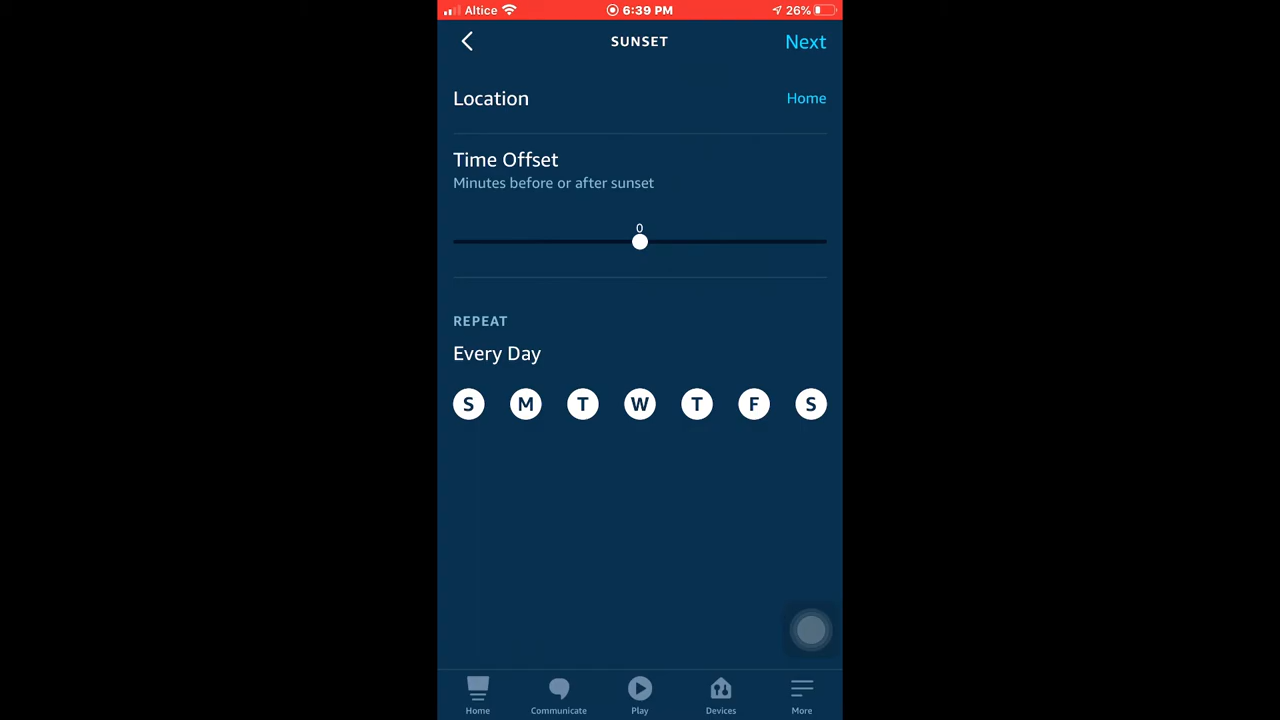 Altice 6:39 PM 26%
SUNSET Next
Location Home
Time Offset
Minutes before or after sunset
0
REPEAT
Every Day
S M T W T F S
Home Communicate Play Devices More